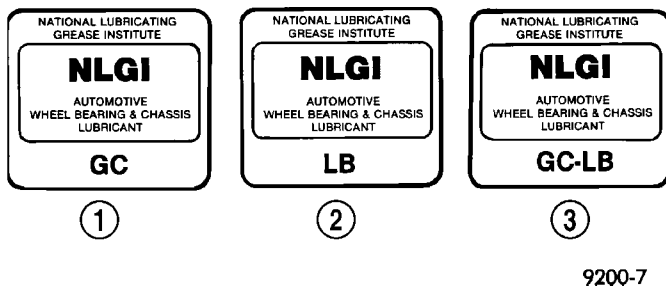 NATIONAL LUBRICATING
GREASE INSTITUTE
NLGI
AUTOMOTIVE
WHEEL BEARING & CHASSIS
LUBRICANT
GC
1
NATIONAL LUBRICATING
GREASE INSTITUTE
NLGI
AUTOMOTIVE
WHEEL BEARING & CHASSIS
LUBRICANT
LB
2
NATIONAL LUBRICATING
GREASE INSTITUTE
NLGI
AUTOMOTIVE
WHEEL BEARING & CHASSIS
LUBRICANT
GC-LB
3
9200-7